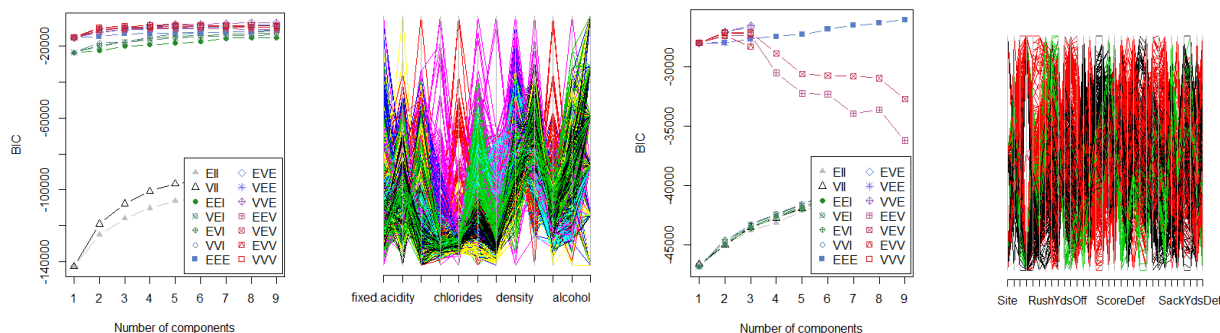 BIC
-20000
-60000
-100000
-140000
1 2 3 4 5 6 7 8 9
Number of components
EII EVE
VII VEE
EEI VVE
VEI EEV
EVI VEV
VVI EVV
EEE VVV
fixed.acidity chlorides density alcohol
BIC
-30000
-35000
-40000
-45000
1 2 3 4 5 6 7 8 9
Number of components
EII EVE
VII VEE
EEI VVE
VEI EEV
EVI VEV
VVI EVV
EEE VVV
Site RushYdsOff ScoreDef SackYdsDef